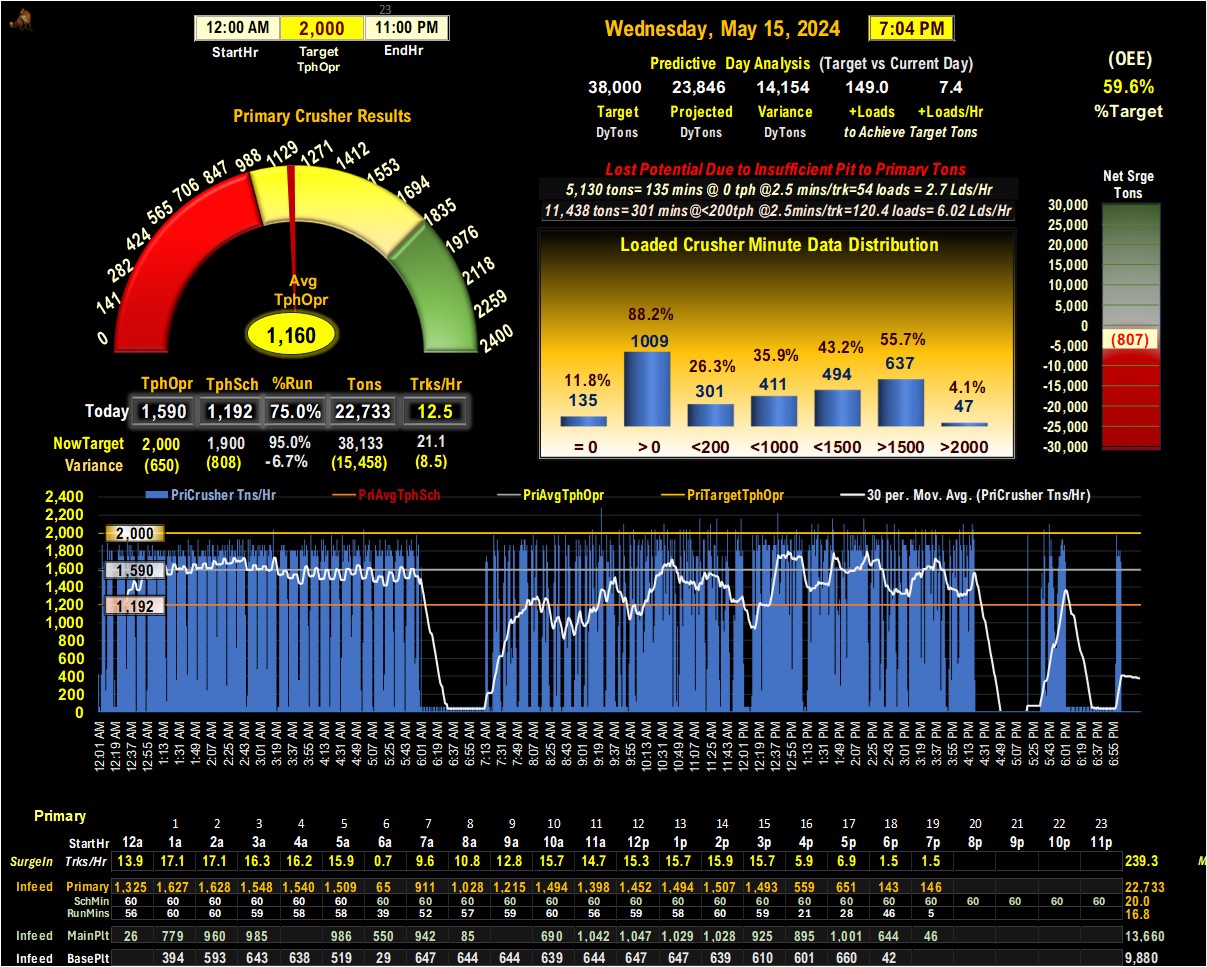 23
12:00 AM 2,000 11:00 PM
StartHr Target TphOpr EndHr
Wednesday, May 15, 2024 7:04 PM
Predictive Day Analysis (Target vs Current Day)
38,000 23,846 14,154 149.0 7.4
Target Projected Variance +Loads +Loads/Hr
DyTons DyTons DyTons to Achieve Target Tons
(OEE)
59.6%
%Target
Primary Crusher Results
0 141 282 424 565 706 847 988 1129 1271 1412 1553 1694 1835 1976 2118 2259 2400
Avg
TphOpr
1,160
Lost Potential Due to Insufficient Pit to Primary Tons
5,130 tons= 135 mins @ 0 tph @2.5 mins/trk=54 loads = 2.7 Lds/Hr
11,438 tons= 301 mins@<200tph @2.5mins/trk=120.4 loads= 6.02 Lds/Hr
Loaded Crusher Minute Data Distribution
11.8% 88.2% 26.3% 35.9% 43.2% 55.7% 4.1%
135 1009 301 411 494 637 47
= 0 > 0 <200 <1000 <1500 >1500 >2000
Net Srge
Tons
30,000
25,000
20,000
15,000
10,000
5,000
0
-5,000
(807)
-10,000
-15,000
-20,000
-25,000
-30,000
TphOpr TphSch %Run Tons Trks/Hr
Today 1,590 1,192 75.0% 22,733 12.5
NowTarget 2,000 1,900 95.0% 38,133 21.1
Variance (650) (808) -6.7% (15,458) (8.5)
PriCrusher Tns/Hr PriAvgTphSch PriAvgTphOpr PriTargetTphOpr 30 per. Mov. Avg. (PriCrusher Tns/Hr)
2,400
2,200
2,000
1,800
1,600
1,400
1,200
1,000
800
600
400
200
0
2,000
1,590
1,192
12:01 AM 12:19 AM 12:37 AM 12:55 AM 1:13 AM 1:31 AM 1:49 AM 2:07 AM 2:25 AM 2:43 AM 3:01 AM 3:19 AM 3:37 AM 3:55 AM 4:13 AM 4:31 AM 4:49 AM 5:07 AM 5:25 AM 5:43 AM 6:01 AM 6:19 AM 6:37 AM 6:55 AM 7:13 AM 7:31 AM 7:49 AM 8:07 AM 8:25 AM 8:43 AM 9:01 AM 9:19 AM 9:37 AM 9:55 AM 10:13 AM 10:31 AM 10:49 AM 11:07 AM 11:25 AM 11:43 AM 12:01 PM 12:19 PM 12:37 PM 12:55 PM 1:13 PM 1:31 PM 1:49 PM 2:07 PM 2:25 PM 2:43 PM 3:01 PM 3:19 PM 3:37 PM 3:55 PM 4:13 PM 4:31 PM 4:49 PM 5:07 PM 5:25 PM 5:43 PM 6:01 PM 6:19 PM 6:37 PM 6:55 PM
Primary
1 2 3 4 5 6 7 8 9 10 11 12 13 14 15 16 17 18 19 20 21 22 23
StartHr 12a 1a 2a 3a 4a 5a 6a 7a 8a 9a 10a 11a 12p 1p 2p 3p 4p 5p 6p 7p 8p 9p 10p 11p
SurgeIn Trks/Hr 13.9 17.1 17.1 16.3 16.2 15.9 0.7 9.6 10.8 12.8 15.7 14.7 15.3 15.7 15.9 15.7 5.9 6.9 1.5 1.5 239.3 M
Infeed Primary 1,325 1,627 1,628 1,548 1,540 1,509 65 911 1,028 1,215 1,494 1,398 1,452 1,494 1,507 1,493 559 651 143 146 22,733
SchMin 60 60 60 60 60 60 60 60 60 60 60 60 60 60 60 60 60 60 60 60 60 60 60 60 20.0
RunMins 56 60 60 59 58 58 39 52 57 59 60 56 59 58 60 59 21 28 46 5 16.8
Infeed MainPlt 26 779 960 985 986 550 942 85 690 1,042 1,047 1,029 1,028 925 895 1,001 644 46 13,660
Infeed BasePlt 394 593 643 638 519 29 647 644 644 639 644 647 647 639 610 601 660 42 9,880